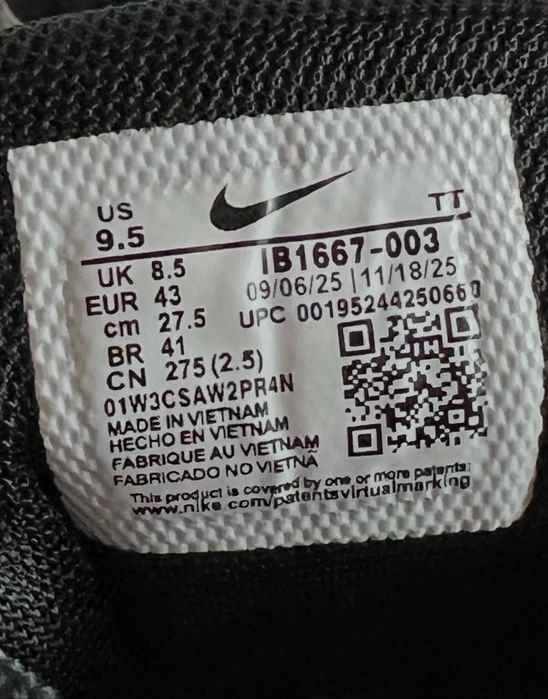 US
9.5
TT
UK 8.5
EUR 43
cm 27.5
BR 41
CN 275 (2.5)
IB1667-003
09/06/25 | 11/18/25
UPC 00195244250660
01W3CSAW2PR4N
MADE IN VIETNAM
HECHO EN VIETNAM
FABRIQUE AU VIETNAM
FABRICADO NO VIETNÃ
This product is covered by one or more patents:
www.nike.com/patentsvirtualmarking